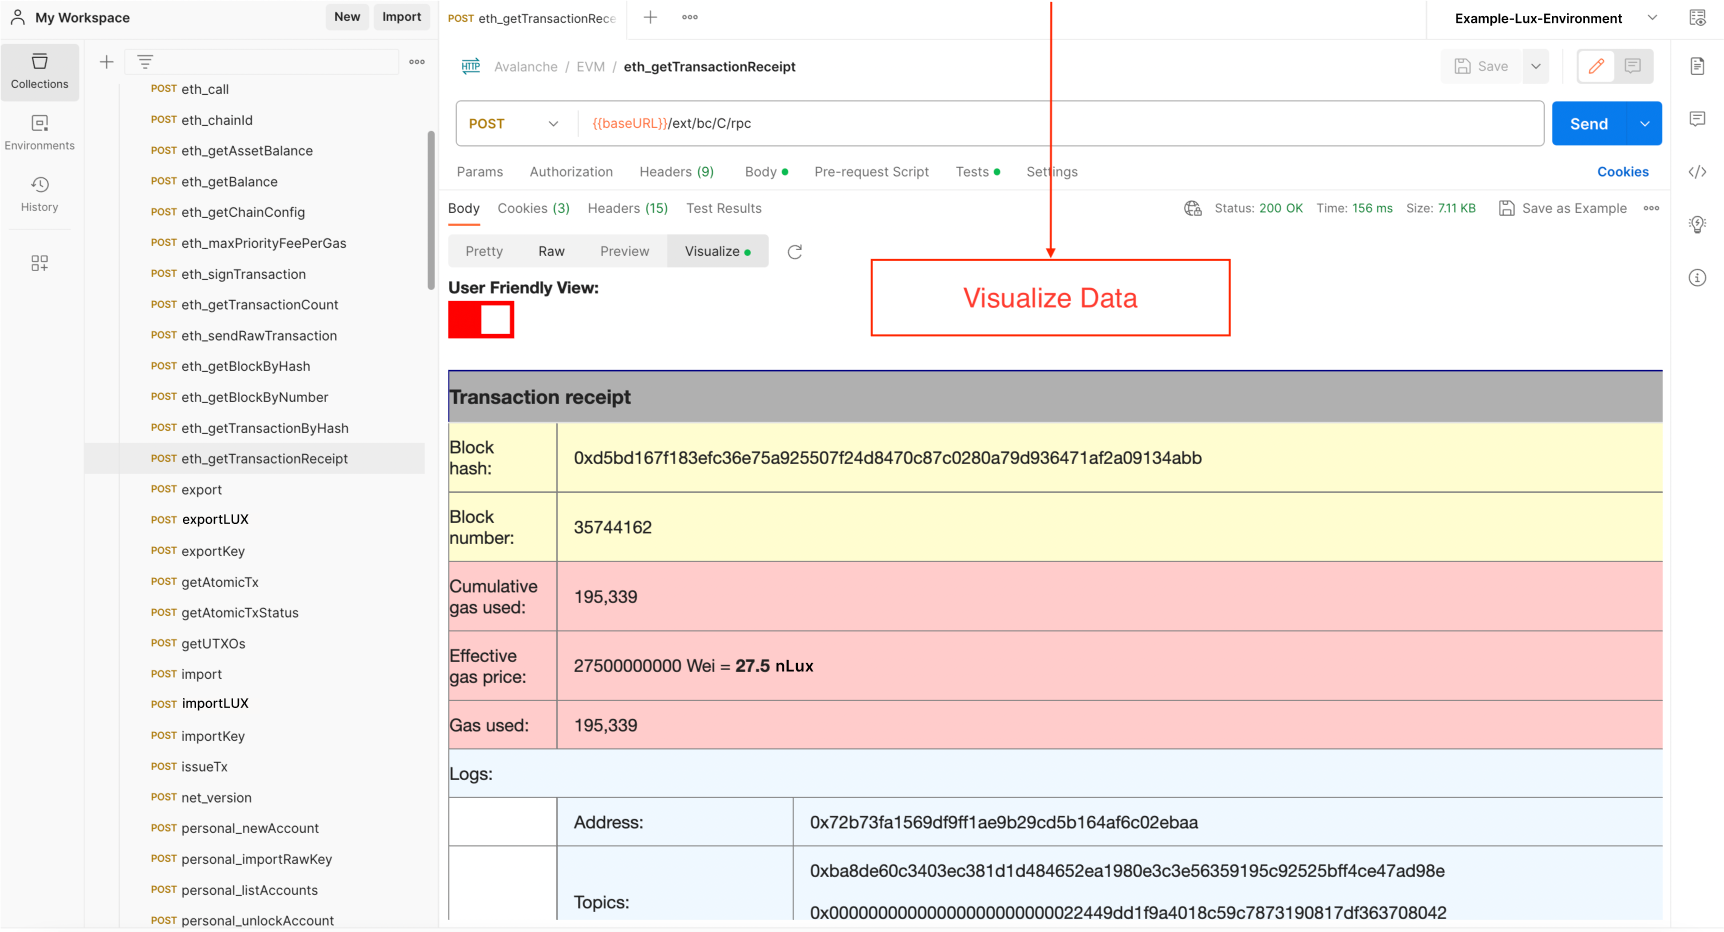 My Workspace
New
Import
POST eth_getTransactionRece
Example-Lux-Environment
Collections
Environments
History
POST eth_call
POST eth_chainId
POST eth_getAssetBalance
POST eth_getBalance
POST eth_getChainConfig
POST eth_maxPriorityFeePerGas
POST eth_signTransaction
POST eth_getTransactionCount
POST eth_sendRawTransaction
POST eth_getBlockByHash
POST eth_getBlockByNumber
POST eth_getTransactionByHash
POST eth_getTransactionReceipt
POST export
POST exportLUX
POST exportKey
POST getAtomicTx
POST getAtomicTxStatus
POST getUTXOs
POST import
POST importLUX
POST importKey
POST issueTx
POST net_version
POST personal_newAccount
POST personal_importRawKey
POST personal_listAccounts
POST personal_unlockAccount
HTTP Avalanche / EVM / eth_getTransactionReceipt
Save
POST {{baseURL}}/ext/bc/C/rpc
Send
Params Authorization Headers (9) Body Pre-request Script Tests Settings Cookies
Body Cookies (3) Headers (15) Test Results Status: 200 OK Time: 156 ms Size: 7.11 KB Save as Example
Pretty Raw Preview Visualize
User Friendly View:
Visualize Data
Transaction receipt
Block
hash:
0xd5bd167f183efc36e75a925507f24d8470c87c0280a79d936471af2a09134abb
Block
number:
35744162
Cumulative
gas used:
195,339
Effective
gas price:
27500000000 Wei = 27.5 nLux
Gas used: 195,339
Logs:
Address: 0x72b73fa1569df9ff1ae9b29cd5b164af6c02ebaa
Topics:
0xba8de60c3403ec381d1d484652ea1980e3c3e56359195c92525bff4ce47ad98e
0x00000000000000000000000022449dd1f9a4018c59c7873190817df363708042